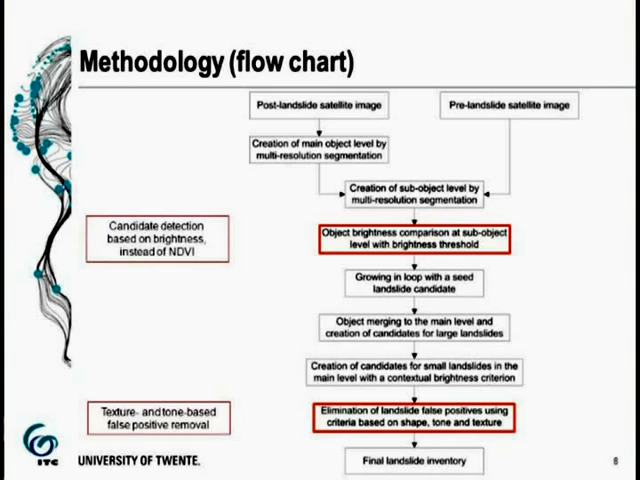 Methodology (flow chart)
Post-landslide satellite image
Pre-landslide satellite image
Creation of main object level by
multi-resolution segmentation
Creation of sub-object level by
multi-resolution segmentation
Candidate detection
based on brightness,
instead of NDVI
Object brightness comparison at sub-object
level with brightness threshold
Growing in loop with a seed
landslide candidate
Object merging to the main level and
creation of candidates for large landslides
Creation of candidates for small landslides in the
main level with a contextual brightness criterion
Texture- and tone-based
false positive removal
Elimination of landslide false positives using
criteria based on shape, tone and texture
Final landslide inventory
ITC
UNIVERSITY OF TWENTE.
8